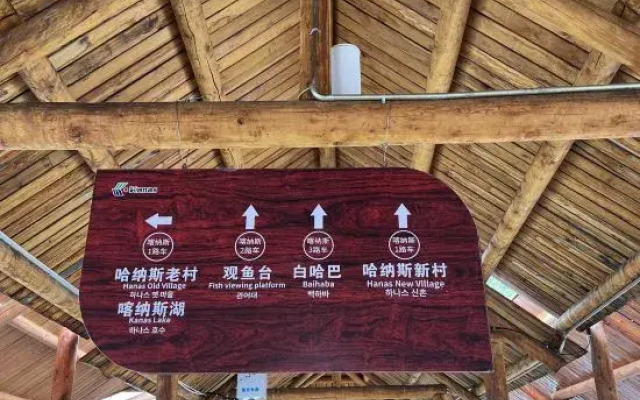 Kanas
喀纳斯
1路车
喀纳斯
2路车
喀纳斯
3路车
喀纳斯
1路车
哈纳斯老村
Hanas Old Village
하나스 옛 마을
喀纳斯湖
Kanas Lake
하나스 호수
观鱼台
Fish viewing platform
관어대
白哈巴
Baihaba
백하바
哈纳斯新村
Hanas New Village
하나스 신촌